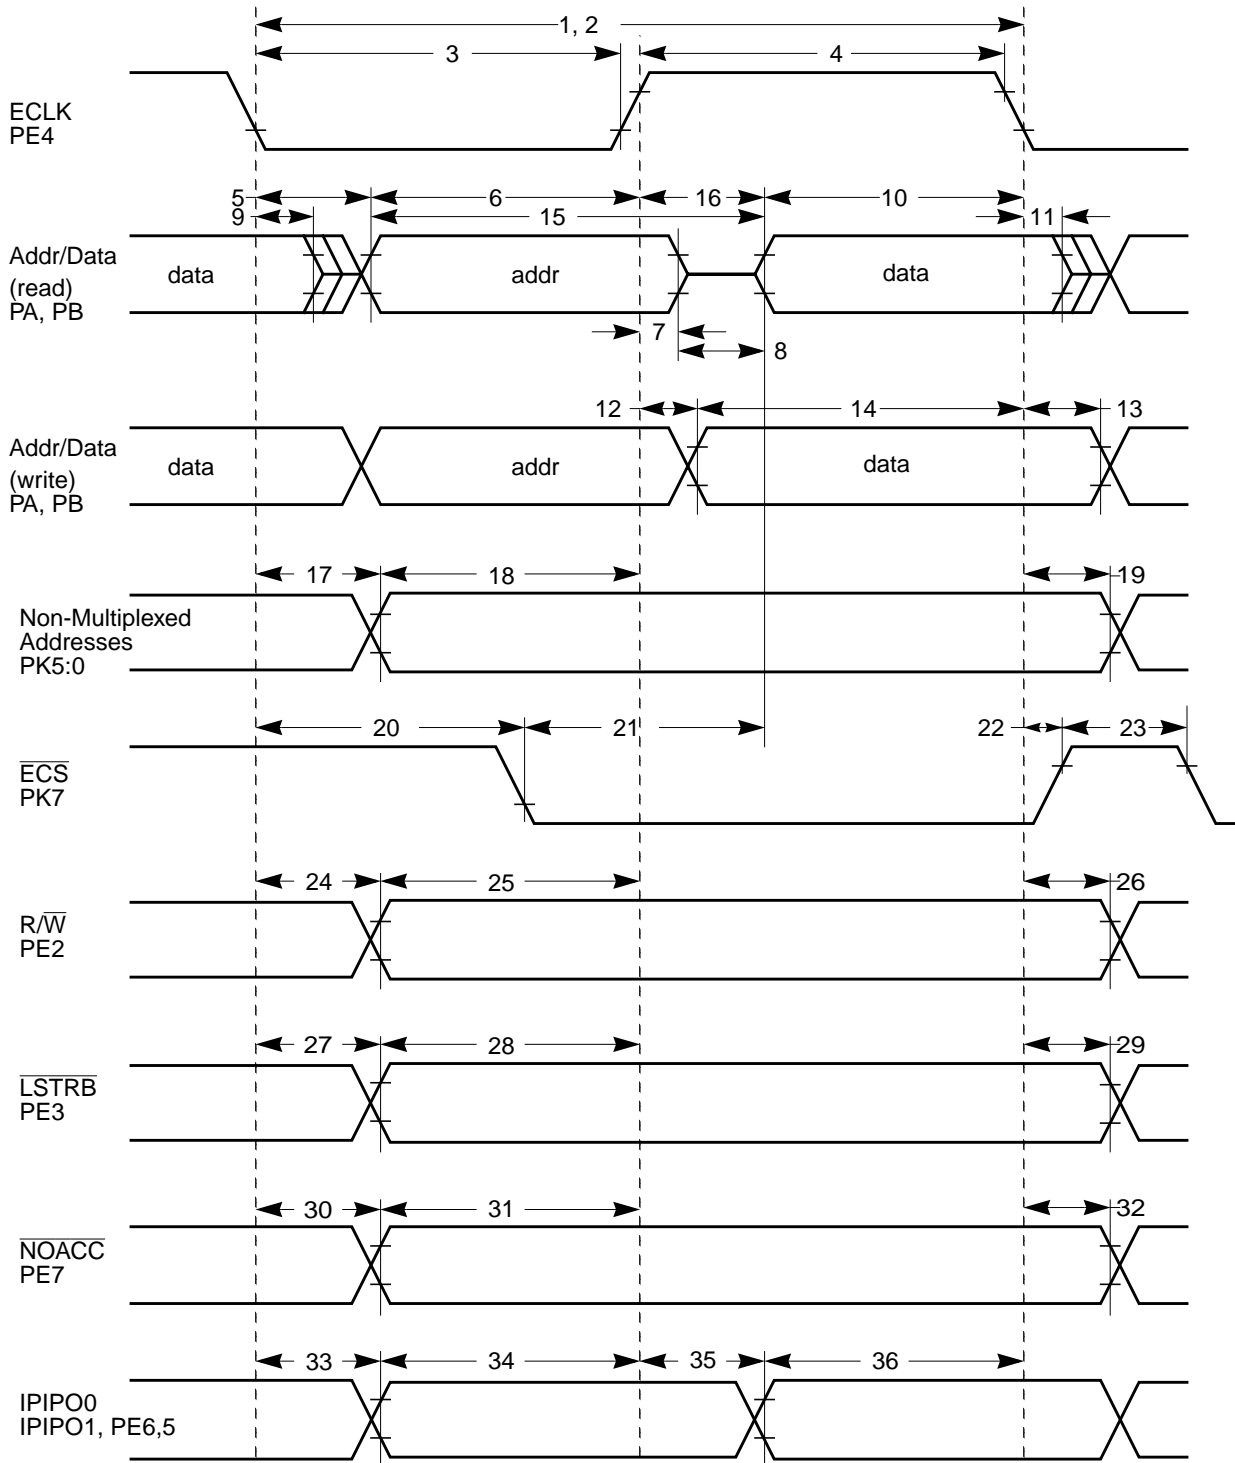 1, 2
3
4
ECLK
PE4
5
6
16
10
9
15
11
Addr/Data
(read)
PA, PB
data
addr
data
7
8
12
14
13
Addr/Data
(write)
PA, PB
data
addr
data
17
18
19
Non-Multiplexed
Addresses
PK5:0
20
21
22
23
ECS
PK7
24
25
26
R/W
PE2
27
28
29
LSTRB
PE3
30
31
32
NOACC
PE7
33
34
35
36
IPIPO0
IPIPO1, PE6,5